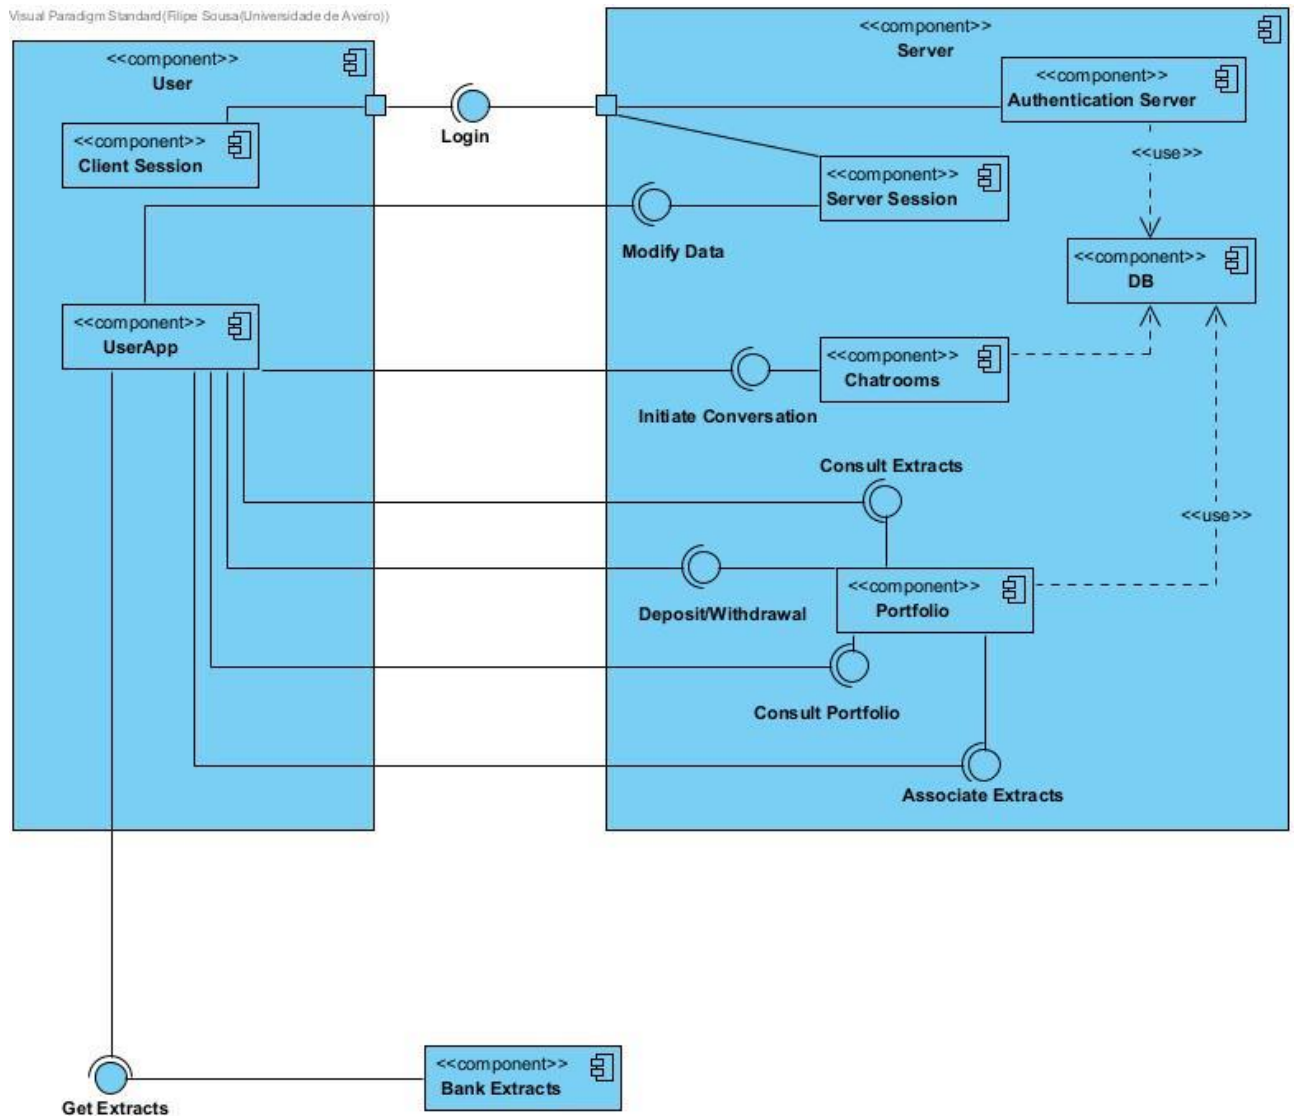 Visual Paradigm Standard(Filipe Sousa(Universidade de Aveiro))
<<component>>
User
<<component>>
Server
<<component>>
Authentication Server
<<component>>
Client Session
Login
<<use>>
<<component>>
Server Session
Modify Data
<<component>>
DB
<<component>>
UserApp
<<component>>
Chatrooms
Initiate Conversation
Consult Extracts
<<use>>
<<component>>
Portfolio
Deposit/Withdrawal
Consult Portfolio
Associate Extracts
<<component>>
Bank Extracts
Get Extracts